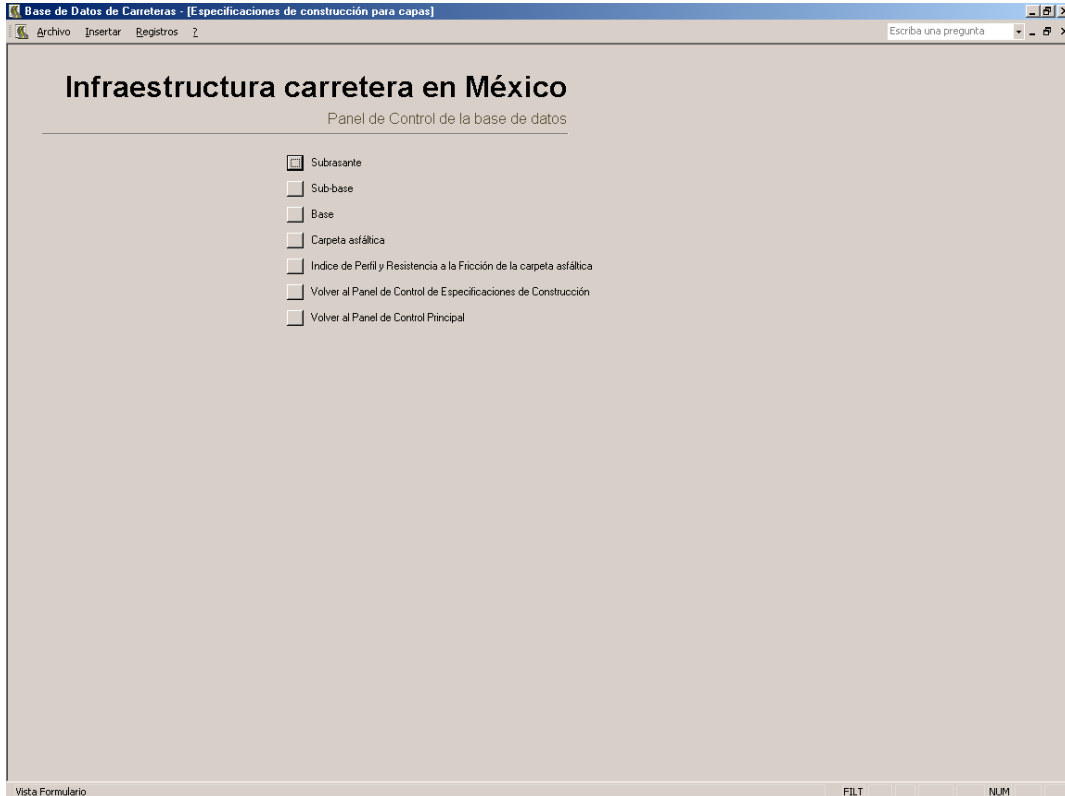 Base de Datos de Carreteras - [Especificaciones de construcción para capas]
Archivo Insertar Registros ? Escriba una pregunta
Infraestructura carretera en México
Panel de Control de la base de datos
Subrasante
Sub-base
Base
Carpeta asfáltica
Indice de Perfil y Resistencia a la Fricción de la carpeta asfáltica
Volver al Panel de Control de Especificaciones de Construcción
Volver al Panel de Control Principal
Vista Formulario FILT NUM